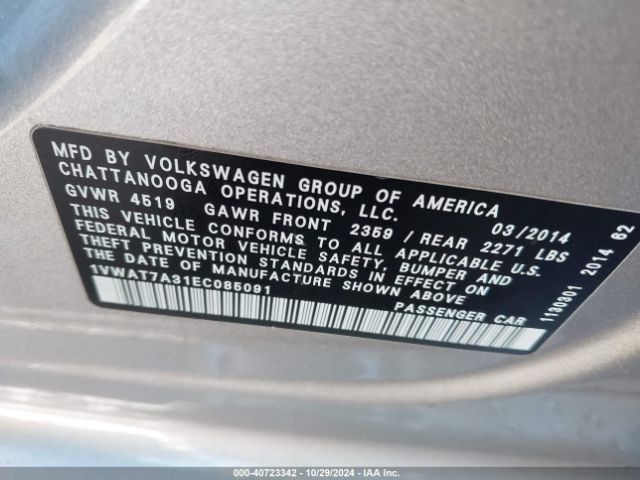 MFD BY VOLKSWAGEN GROUP OF AMERICA
CHATTANOOGA OPERATIONS, LLC.
GVWR 4519 GAWR FRONT 2359 / REAR 2271 LBS 03/2014
THIS VEHICLE CONFORMS TO ALL APPLICABLE U.S.
FEDERAL MOTOR VEHICLE SAFETY, BUMPER AND
THEFT PREVENTION STANDARDS IN EFFECT ON
THE DATE OF MANUFACTURE SHOWN ABOVE
1VWAT7A31EC085091
PASSENGER CAR
1130301 2014 62
000-40723342 - 10/29/2024 - IAA Inc.